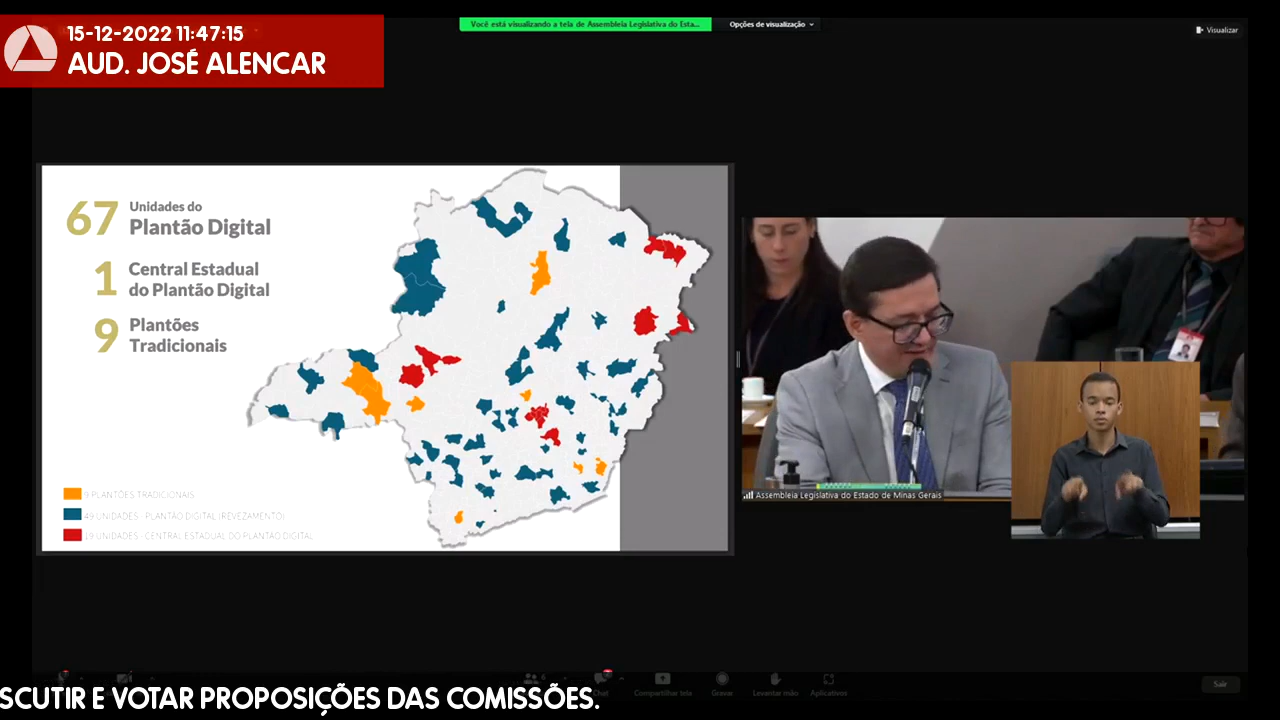 15-12-2022 11:47:15
AUD. JOSÉ ALENCAR
Você está visualizando a tela de Assembleia Legislativa do Esta...
Opções de visualização
Visualizar
67 Unidades do
Plantão Digital
1 Central Estadual
do Plantão Digital
9 Plantões
Tradicionais
9 PLANTÕES TRADICIONAIS
49 UNIDADES - PLANTÃO DIGITAL (REVEZAMENTO)
19 UNIDADES - CENTRAL ESTADUAL DO PLANTÃO DIGITAL
Assembleia Legislativa do Estado de Minas Gerais
Chat
Compartilhar tela
Gravar
Levantar mão
Aplicativos
Sair
SCUTIR E VOTAR PROPOSIÇÕES DAS COMISSÕES.